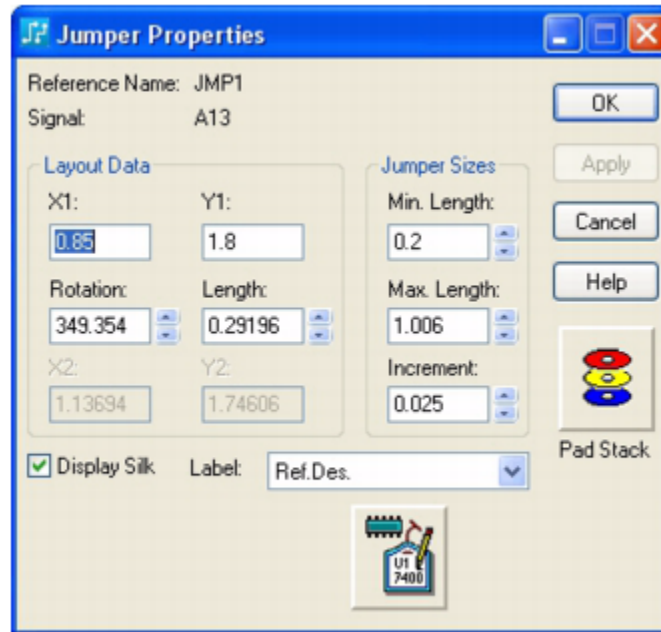 Jumper Properties
Reference Name: JMP1
Signal: A13
OK
Apply
Cancel
Help
Pad Stack
Layout Data
X1: Y1:
0.85 1.8
Rotation: Length:
349.354 0.29196
X2: Y2:
1.13694 1.74606
Jumper Sizes
Min. Length:
0.2
Max. Length:
1.006
Increment:
0.025
Display Silk Label: Ref.Des.
U1
7400